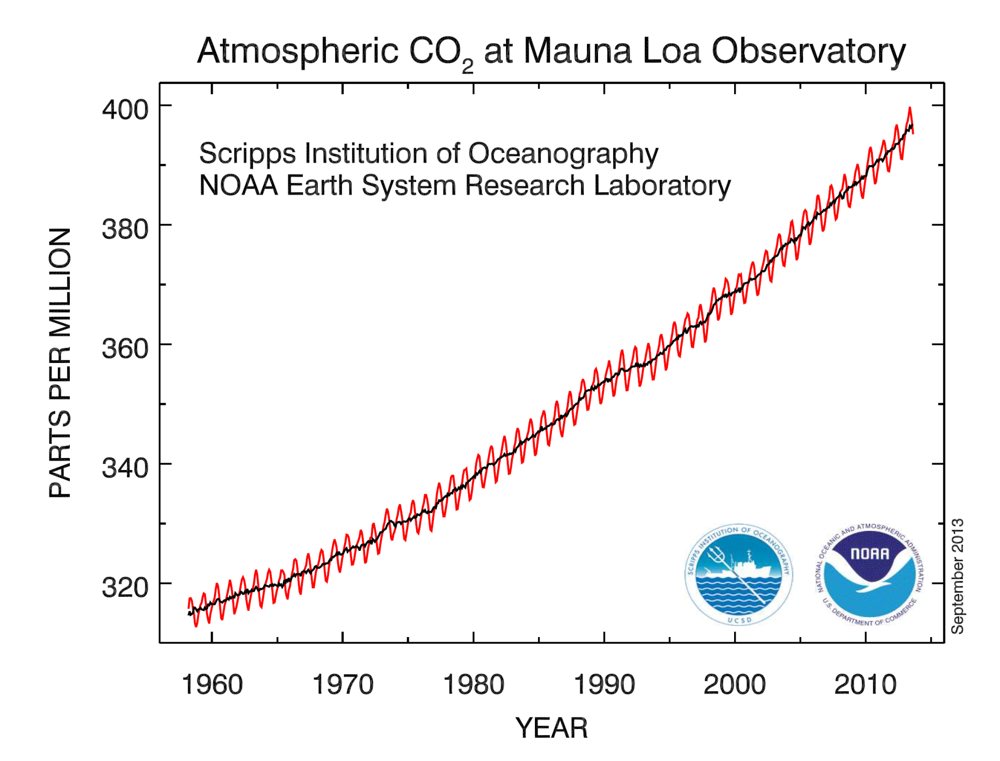 Atmospheric CO₂ at Mauna Loa Observatory
Scripps Institution of Oceanography
NOAA Earth System Research Laboratory
PARTS PER MILLION
400
380
360
340
320
1960 1970 1980 1990 2000 2010
YEAR
SCRIPPS INSTITUTION OF OCEANOGRAPHY
UCSD
NATIONAL OCEANIC AND ATMOSPHERIC ADMINISTRATION
NOAA
U.S. DEPARTMENT OF COMMERCE
September 2013